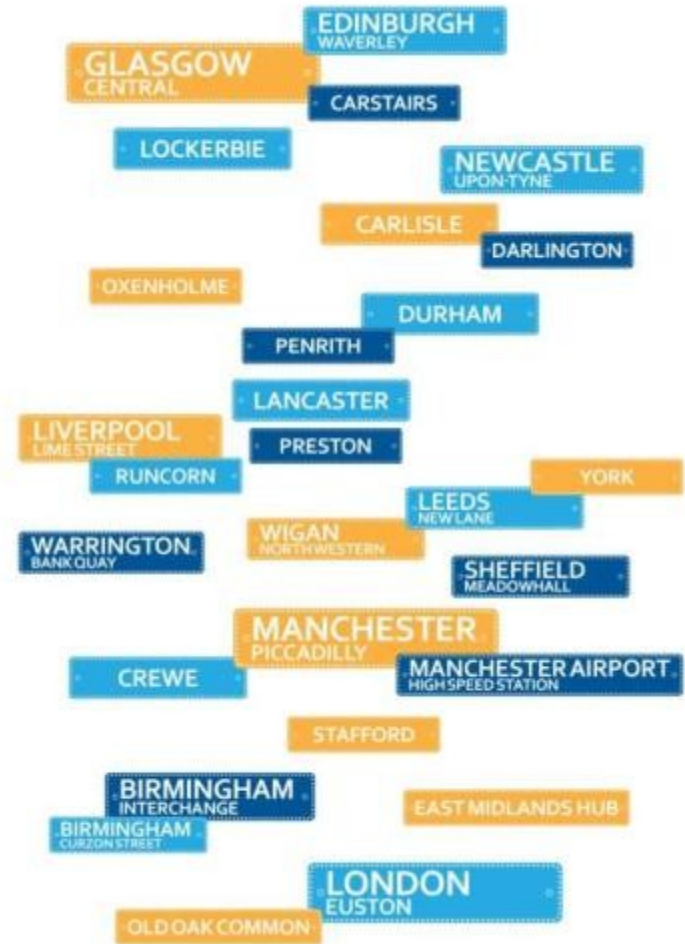 EDINBURGH
WAVERLEY
GLASGOW
CENTRAL
CARSTAIRS
LOCKERBIE
NEWCASTLE
UPON-TYNE
CARLISLE
DARLINGTON
OXENHOLME
DURHAM
PENRITH
LANCASTER
LIVERPOOL
LIME STREET
PRESTON
RUNCORN
YORK
LEEDS
NEW LANE
WIGAN
NORTH WESTERN
WARRINGTON
BANK QUAY
SHEFFIELD
MEADOWHALL
MANCHESTER
PICCADILLY
MANCHESTER AIRPORT
HIGH SPEED STATION
CREWE
STAFFORD
BIRMINGHAM
INTERCHANGE
EAST MIDLANDS HUB
BIRMINGHAM
CURZON STREET
LONDON
EUSTON
OLD OAK COMMON